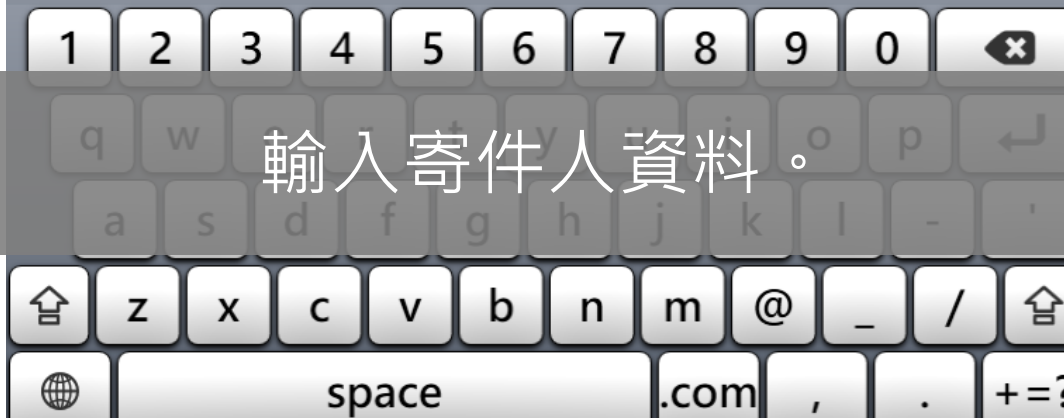 1 2 3 4 5 6 7 8 9 0
q w e r t y u i o p
輸入寄件人資料。
a s d f g h j k l - '
z x c v b n m @ _ /
space .com , . +=?